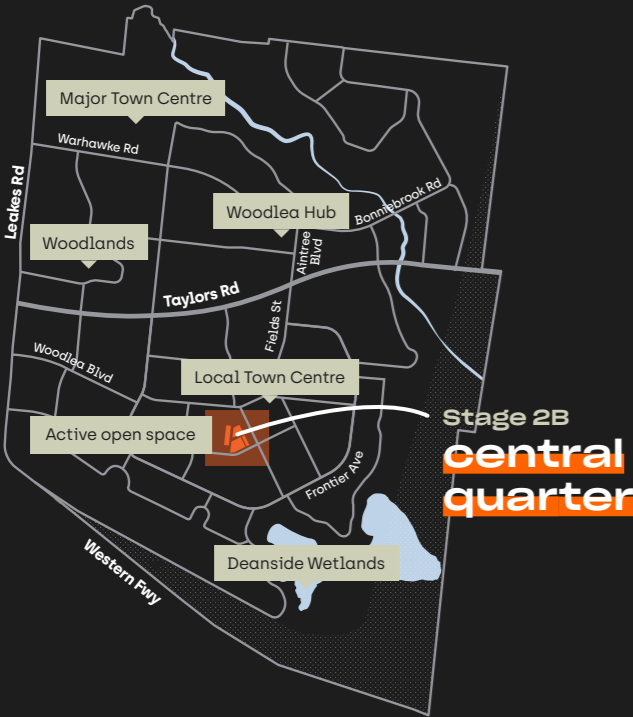 Major Town Centre
Warhawke Rd
Leakes Rd
Woodlea Hub
Bonniebrook Rd
Woodlands
Aintree
Blvd
Taylors Rd
Fields St
Woodlea Blvd
Local Town Centre
Active open space
Stage 2B
central
quarter
Frontier Ave
Western Fwy
Deanside Wetlands